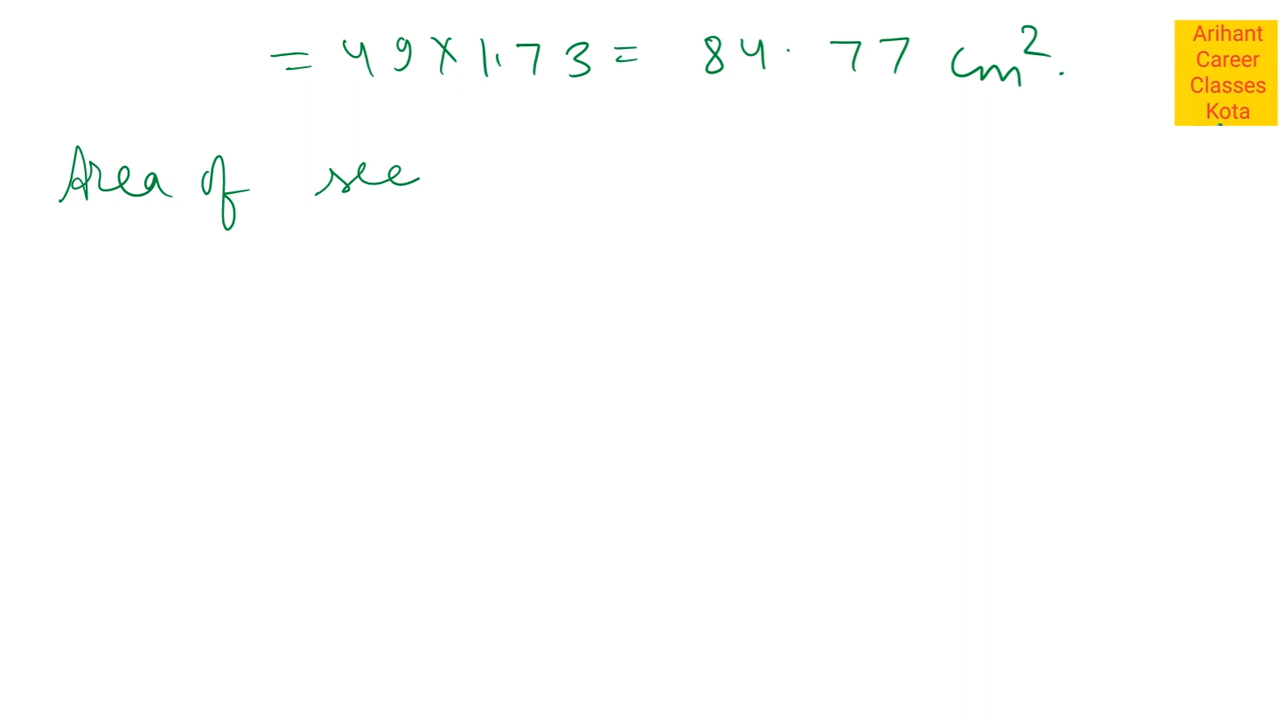 = 49 × 1.73 = 84.77 cm².
Arihant
Career
Classes
Kota
Area of sec